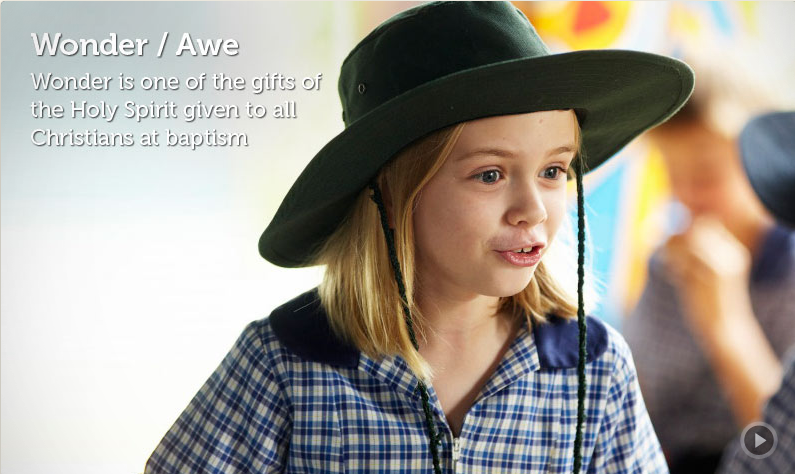 Wonder / Awe
Wonder is one of the gifts of
the Holy Spirit given to all
Christians at baptism